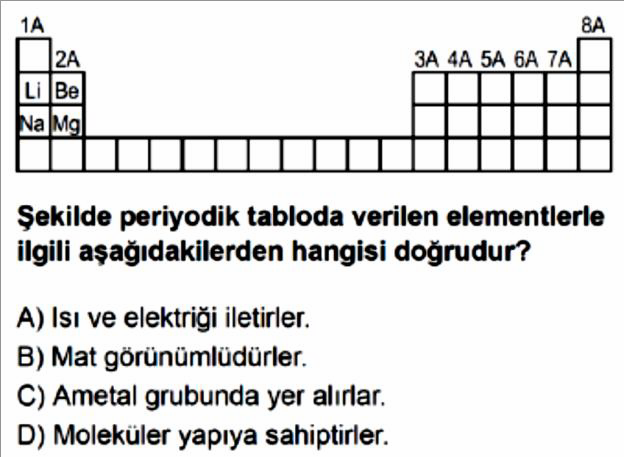 1A 8A
2A 3A 4A 5A 6A 7A
Li Be
Na Mg
Şekilde periyodik tabloda verilen elementlerle
ilgili aşağıdakilerden hangisi doğrudur?
A) Isı ve elektriği iletirler.
B) Mat görünümlüdürler.
C) Ametal grubunda yer alırlar.
D) Moleküler yapıya sahiptirler.